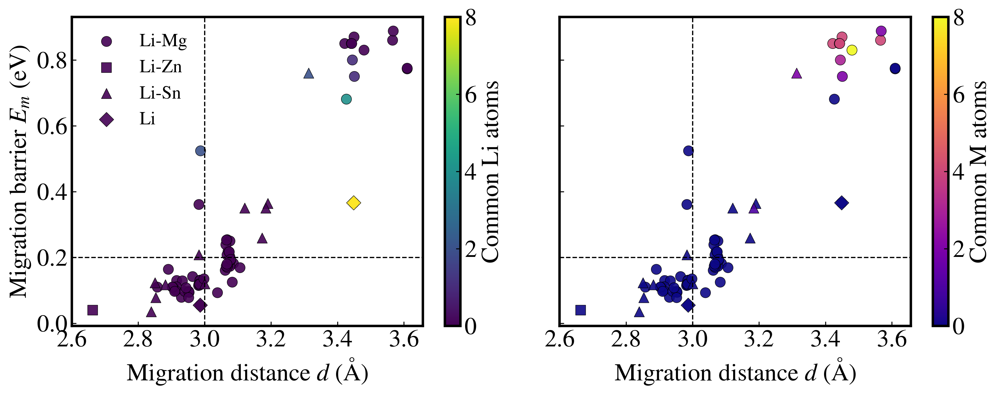 Li-Mg
Li-Zn
Li-Sn
Li
Migration barrier E_m (eV)
0.8
0.6
0.4
0.2
0.0
2.6 2.8 3.0 3.2 3.4 3.6
Migration distance d (Å)
8
6
4
2
0
Common Li atoms
2.6 2.8 3.0 3.2 3.4 3.6
Migration distance d (Å)
8
6
4
2
0
Common M atoms